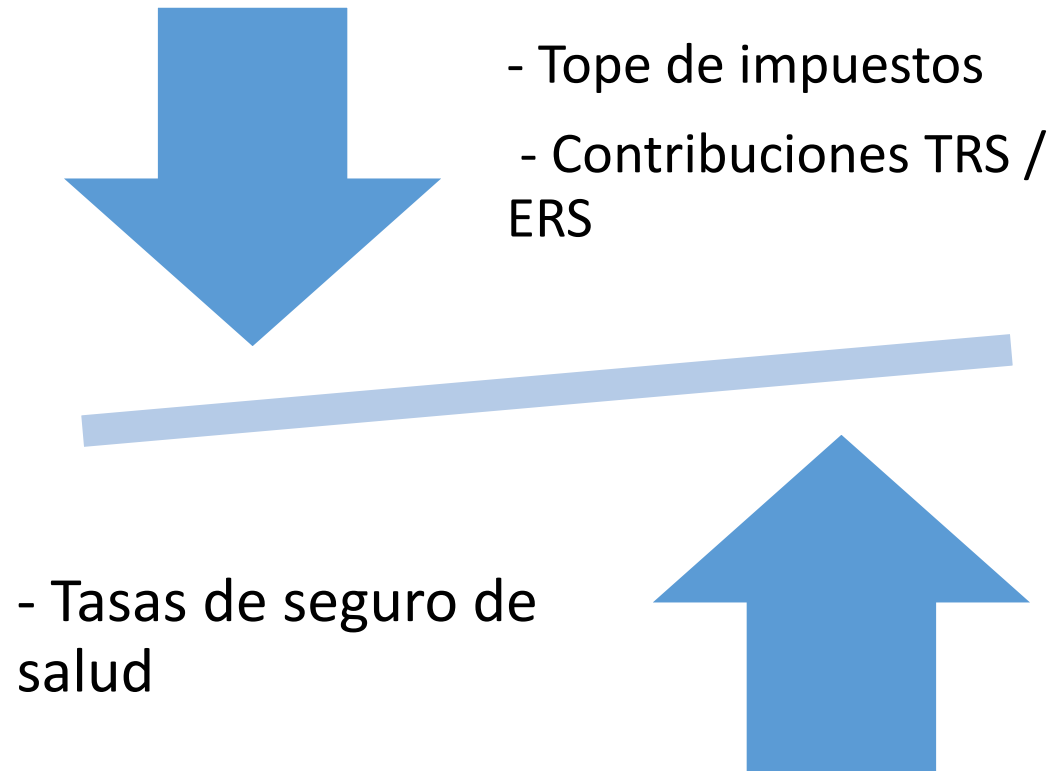 - Tope de impuestos
- Contribuciones TRS /
ERS
- Tasas de seguro de
salud